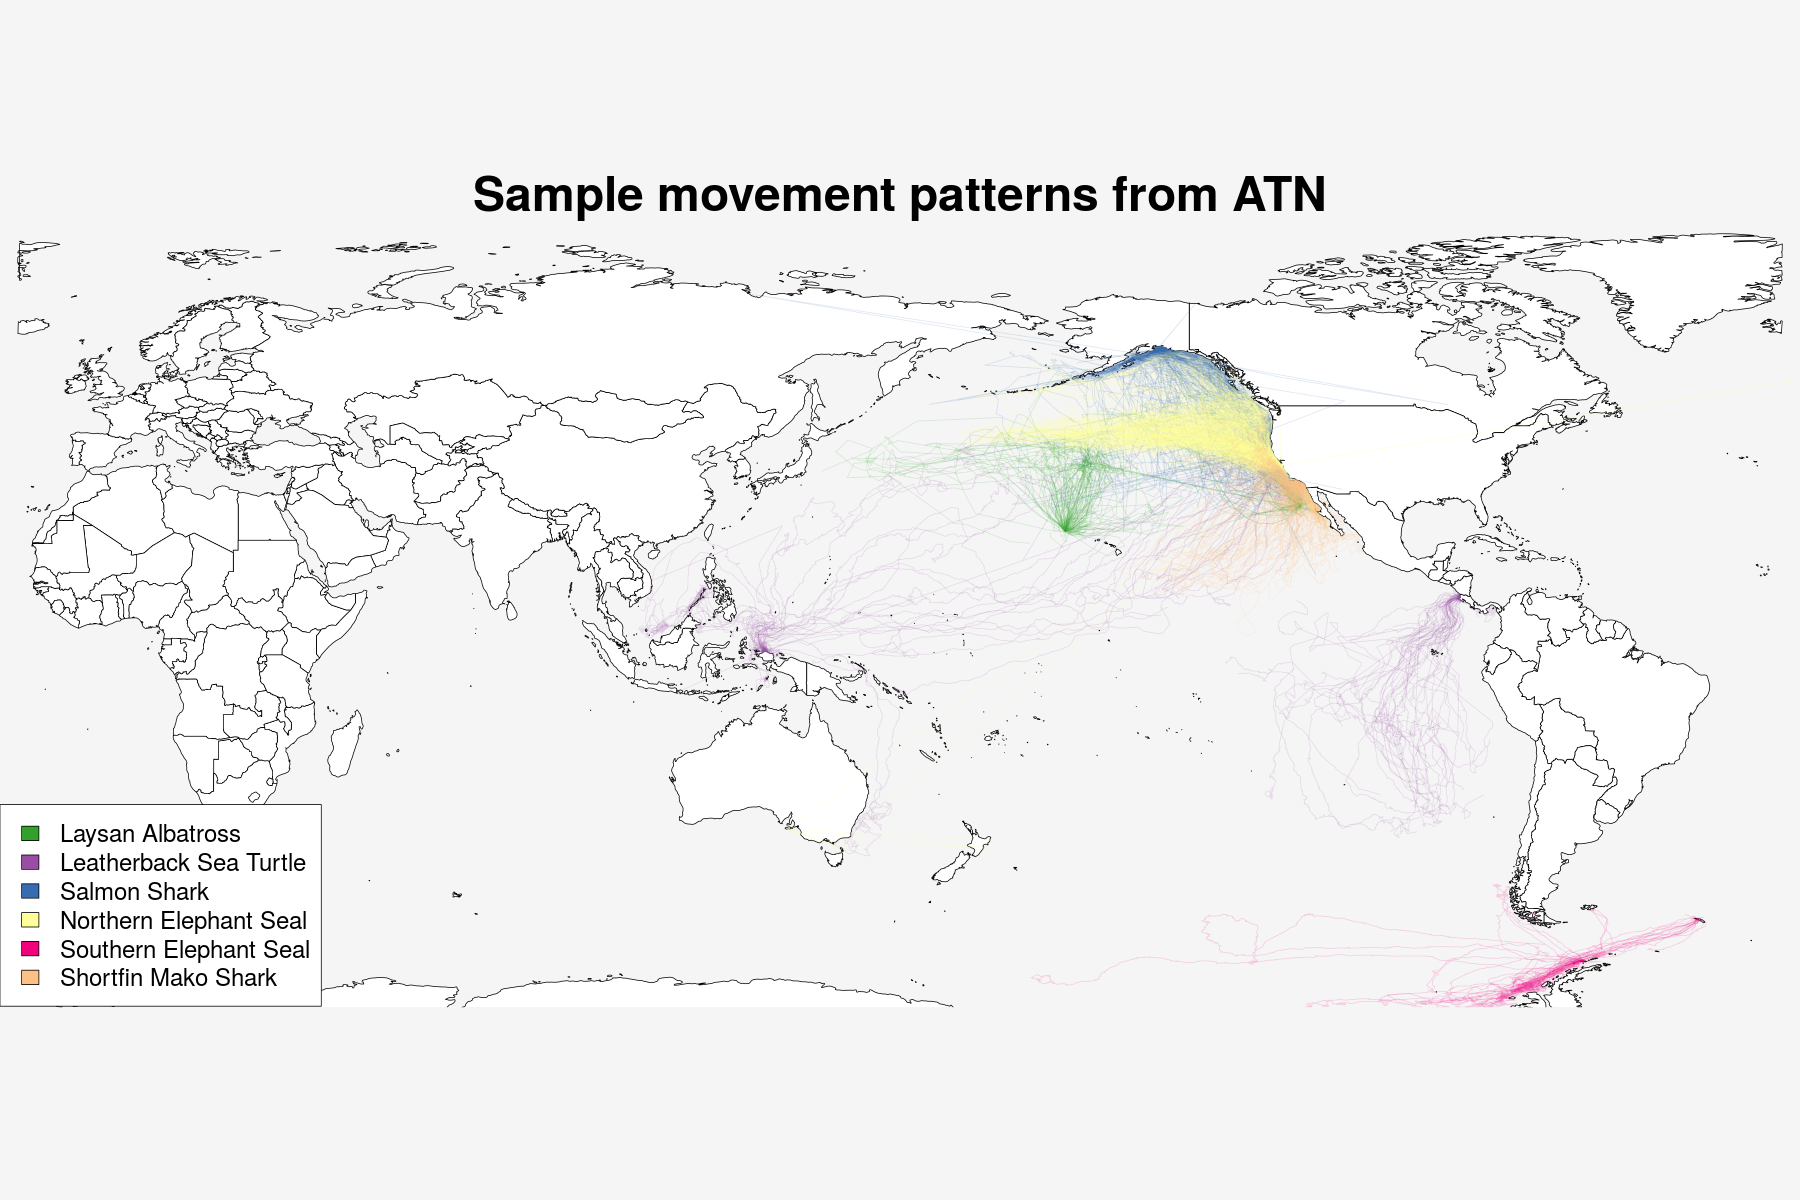 Sample movement patterns from ATN
Laysan Albatross
Leatherback Sea Turtle
Salmon Shark
Northern Elephant Seal
Southern Elephant Seal
Shortfin Mako Shark